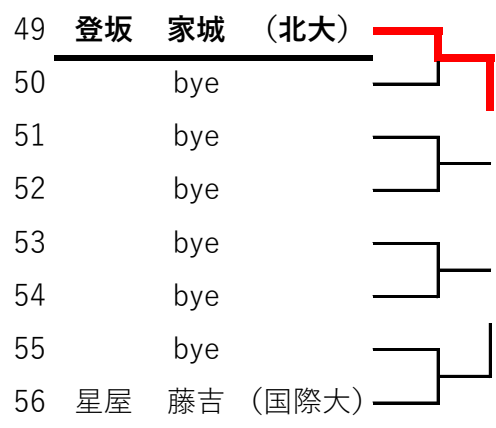 49 登坂 家城 （北大）
50 bye
51 bye
52 bye
53 bye
54 bye
55 bye
56 星屋 藤吉 （国際大）